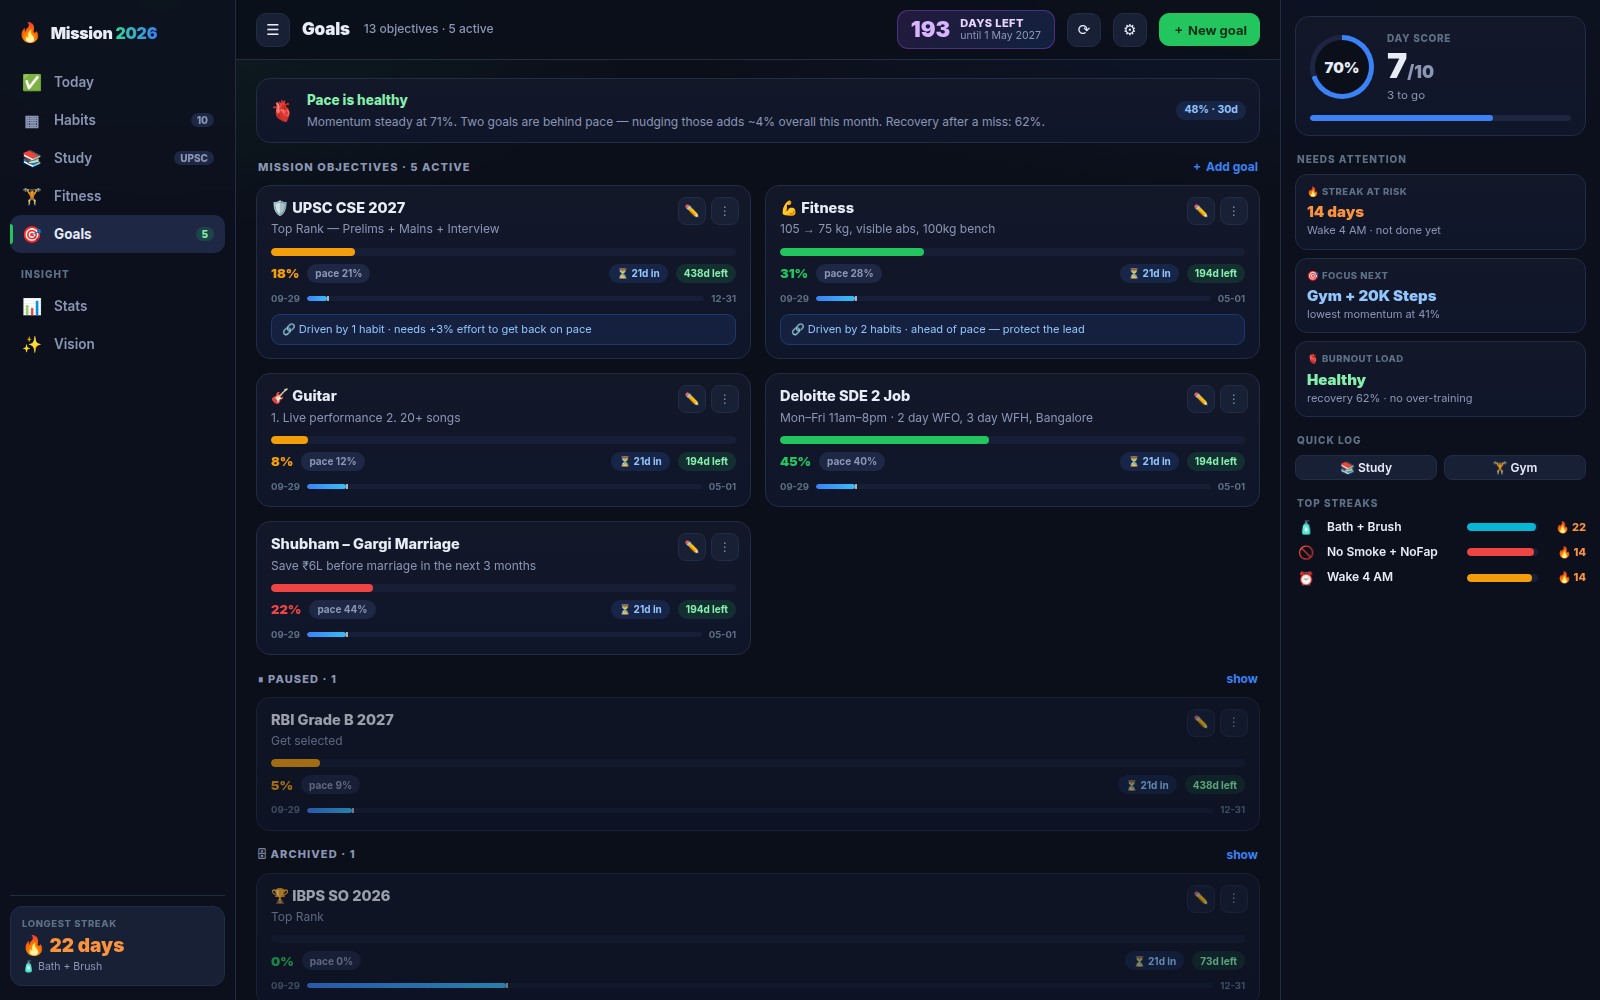 Mission 2026
Today
Habits 10
Study UPSC
Fitness
Goals 5
INSIGHT
Stats
Vision
LONGEST STREAK
22 days
Bath + Brush
Goals 13 objectives · 5 active
193 DAYS LEFT
until 1 May 2027
+ New goal
Pace is healthy
Momentum steady at 71%. Two goals are behind pace — nudging those adds ~4% overall this month. Recovery after a miss: 62%.
48% · 30d
MISSION OBJECTIVES · 5 ACTIVE
+ Add goal
UPSC CSE 2027
Top Rank — Prelims + Mains + Interview
18% pace 21% 21d in 438d left
09-29 12-31
Driven by 1 habit · needs +3% effort to get back on pace
Fitness
105 → 75 kg, visible abs, 100kg bench
31% pace 28% 21d in 194d left
09-29 05-01
Driven by 2 habits · ahead of pace — protect the lead
Guitar
1. Live performance 2. 20+ songs
8% pace 12% 21d in 194d left
09-29 05-01
Deloitte SDE 2 Job
Mon–Fri 11am–8pm · 2 day WFO, 3 day WFH, Bangalore
45% pace 40% 21d in 194d left
09-29 05-01
Shubham – Gargi Marriage
Save ₹6L before marriage in the next 3 months
22% pace 44% 21d in 194d left
09-29 05-01
PAUSED · 1
show
RBI Grade B 2027
Get selected
5% pace 9% 21d in 438d left
09-29 12-31
ARCHIVED · 1
show
IBPS SO 2026
Top Rank
0% pace 0% 21d in 73d left
09-29 12-31
70%
DAY SCORE
7/10
3 to go
NEEDS ATTENTION
STREAK AT RISK
14 days
Wake 4 AM · not done yet
FOCUS NEXT
Gym + 20K Steps
lowest momentum at 41%
BURNOUT LOAD
Healthy
recovery 62% · no over-training
QUICK LOG
Study
Gym
TOP STREAKS
Bath + Brush 22
No Smoke + NoFap 14
Wake 4 AM 14